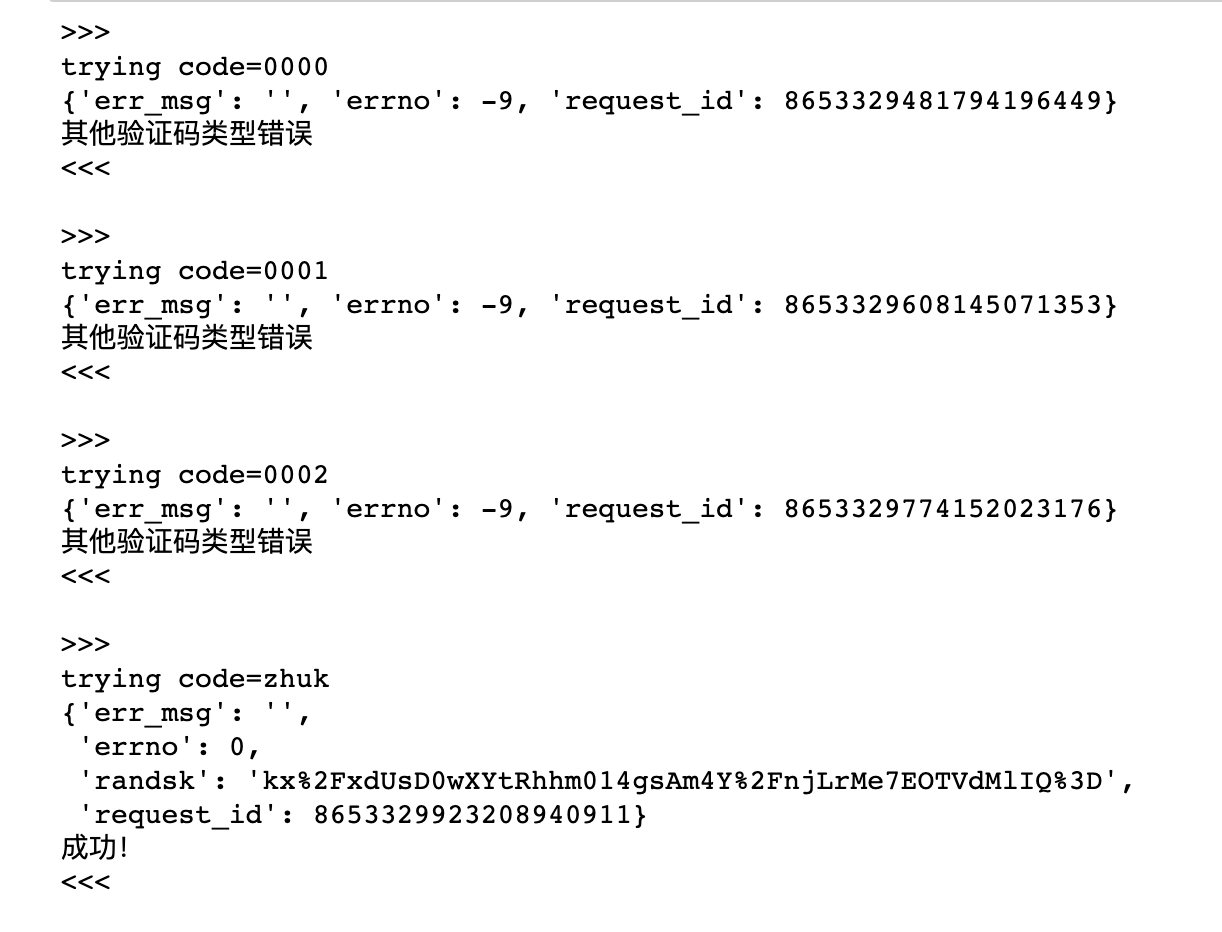 >>>
trying code=0000
{'err_msg': '', 'errno': -9, 'request_id': 8653329481794196449}
其他验证码类型错误
<<<
>>>
trying code=0001
{'err_msg': '', 'errno': -9, 'request_id': 8653329608145071353}
其他验证码类型错误
<<<
>>>
trying code=0002
{'err_msg': '', 'errno': -9, 'request_id': 8653329774152023176}
其他验证码类型错误
<<<
>>>
trying code=zhuk
{'err_msg': '',
 'errno': 0,
 'randsk': 'kx%2FxdUsD0wXYtRhhm014gsAm4Y%2FnjLrMe7EOTVdMlIQ%3D',
 'request_id': 8653329923208940911}
成功!
<<<